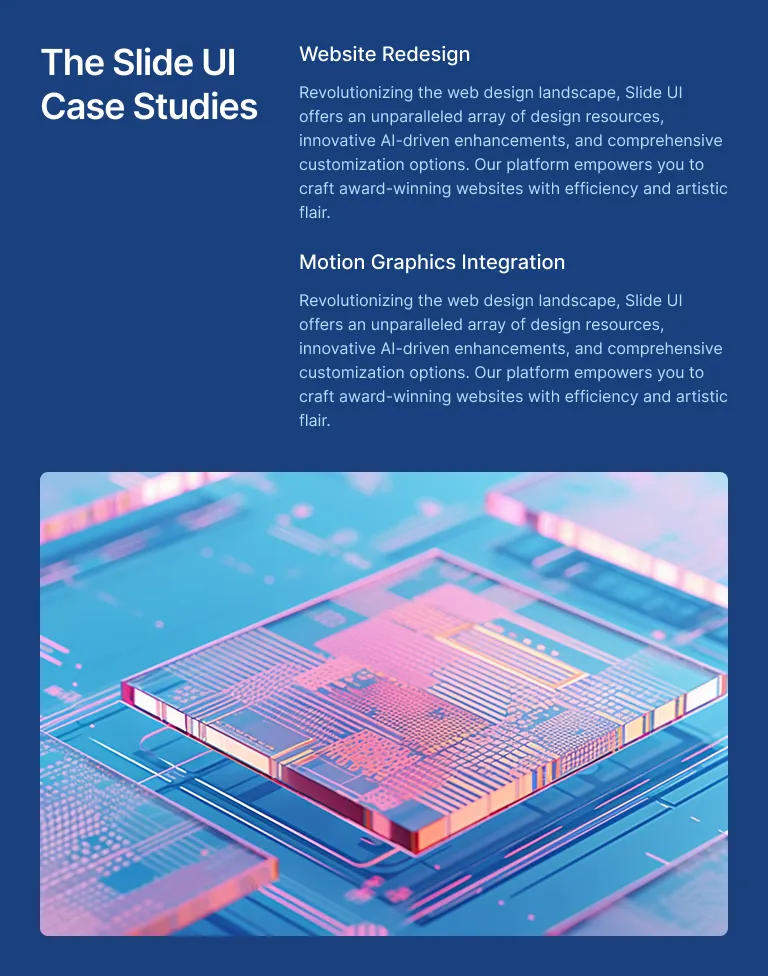 The Slide UI
Case Studies
Website Redesign
Revolutionizing the web design landscape, Slide UI
offers an unparalleled array of design resources,
innovative AI-driven enhancements, and comprehensive
customization options. Our platform empowers you to
craft award-winning websites with efficiency and artistic
flair.
Motion Graphics Integration
Revolutionizing the web design landscape, Slide UI
offers an unparalleled array of design resources,
innovative AI-driven enhancements, and comprehensive
customization options. Our platform empowers you to
craft award-winning websites with efficiency and artistic
flair.